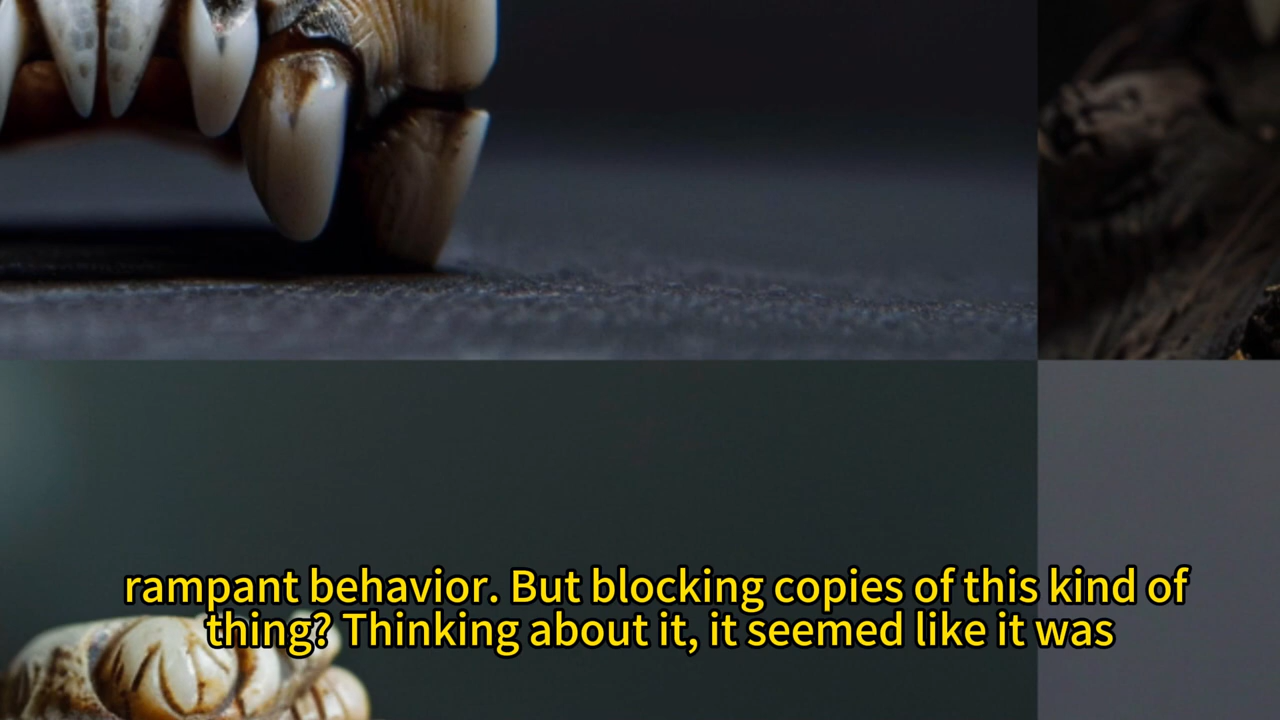 rampant behavior. But blocking copies of this kind of
thing? Thinking about it, it seemed like it was